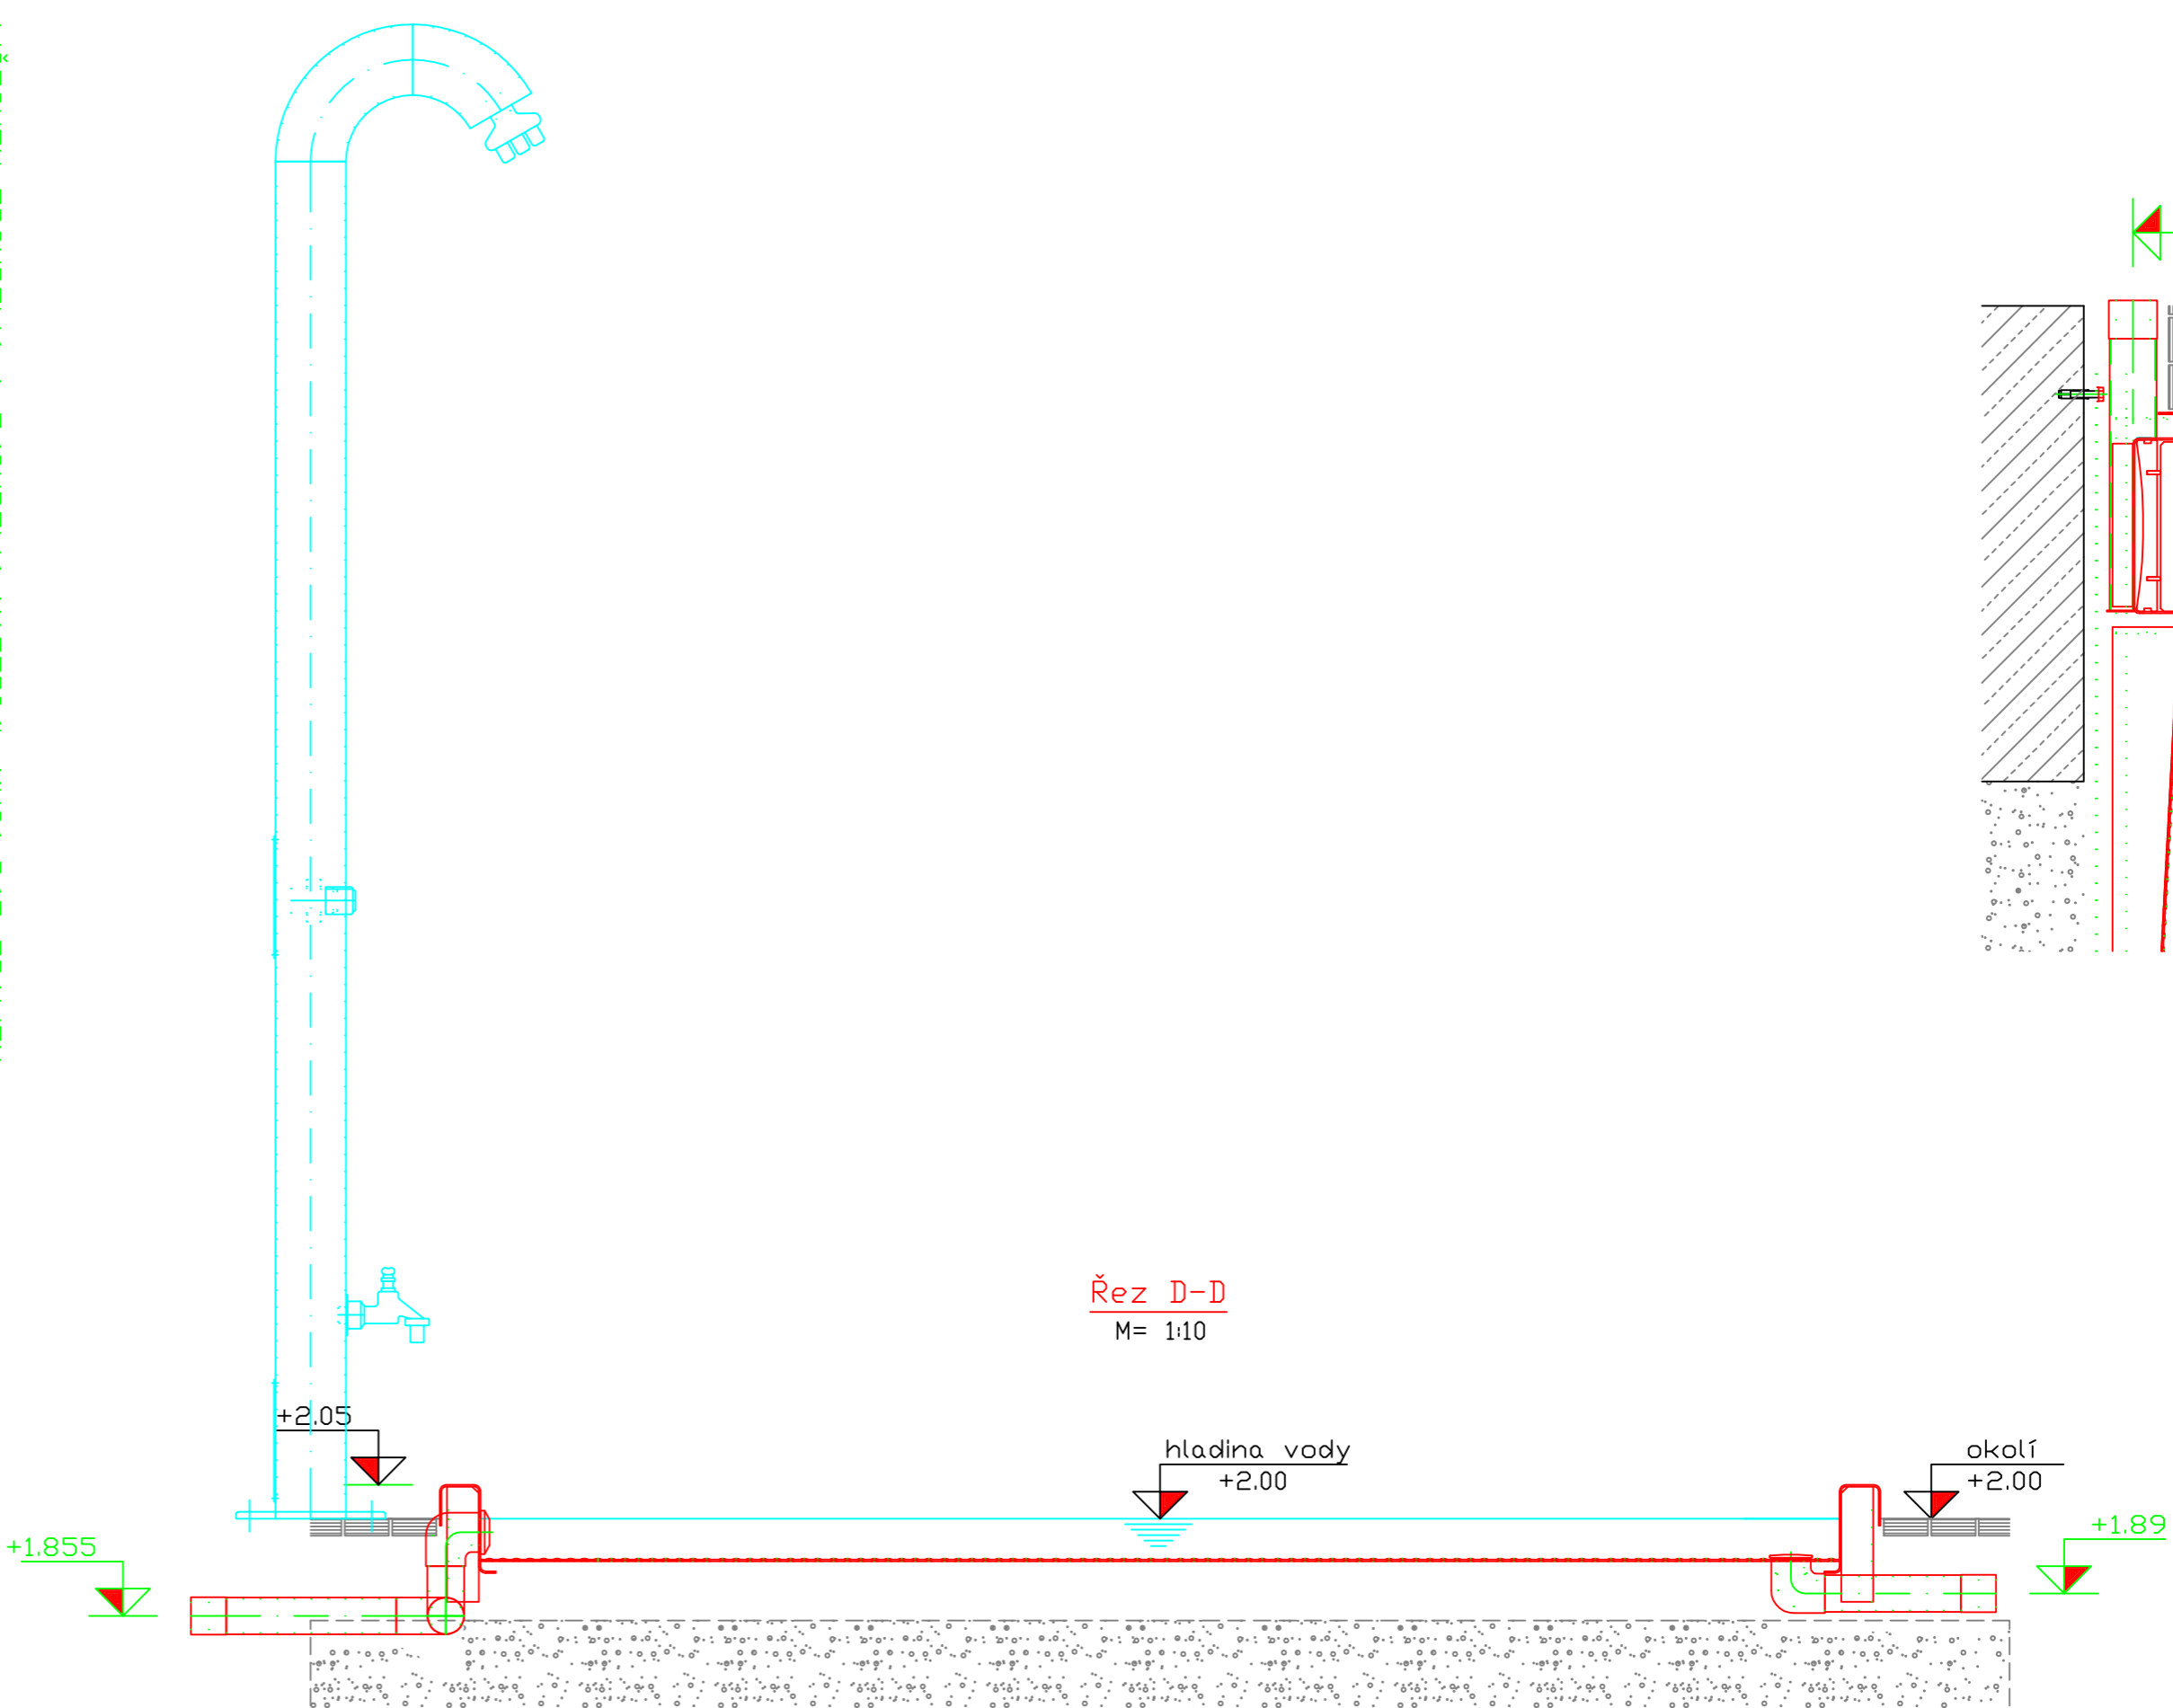 Řez D-D
M= 1:10
+2.05
hladina vody
+2.00
okolí
+2.00
+1.855
+1.89